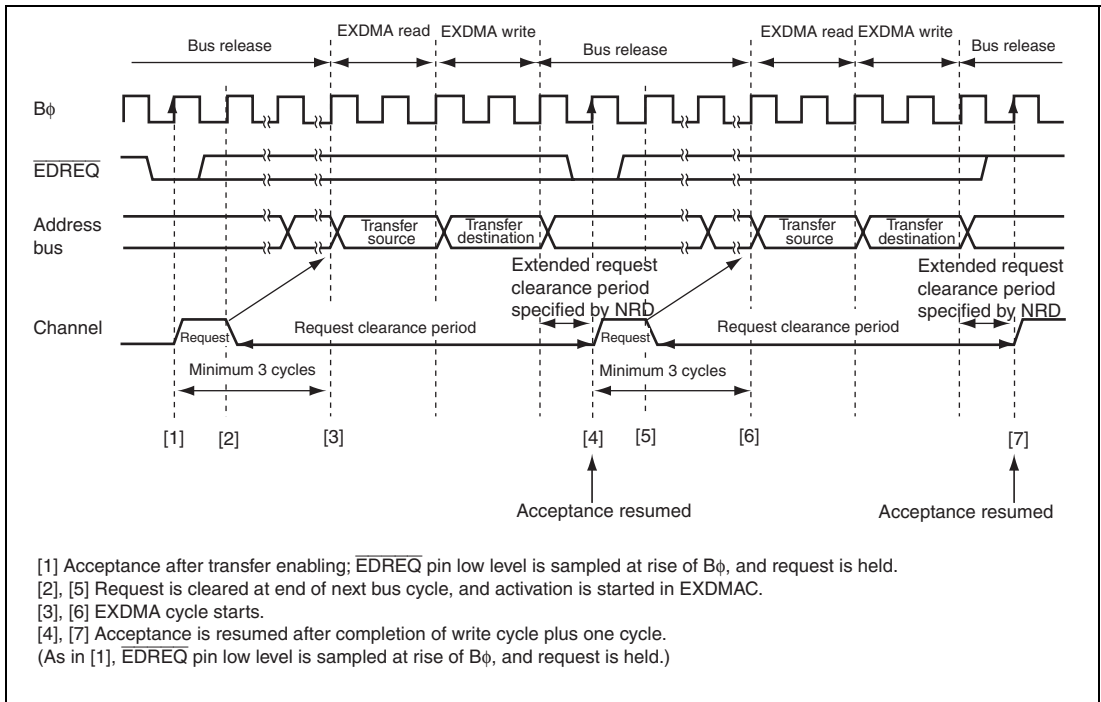 Bus release
EXDMA read
EXDMA write
Bus release
EXDMA read
EXDMA write
Bus release
Bφ
EDREQ
Address
bus
Transfer
source
Transfer
destination
Transfer
source
Transfer
destination
Extended request
clearance period
specified by NRD
Extended request
clearance period
specified by NRD
Channel
Request
Request clearance period
Request
Request clearance period
Minimum 3 cycles
Minimum 3 cycles
[1]
[2]
[3]
[4]
[5]
[6]
[7]
Acceptance resumed
Acceptance resumed
[1] Acceptance after transfer enabling; EDREQ pin low level is sampled at rise of Bφ, and request is held.
[2], [5] Request is cleared at end of next bus cycle, and activation is started in EXDMAC.
[3], [6] EXDMA cycle starts.
[4], [7] Acceptance is resumed after completion of write cycle plus one cycle.
(As in [1], EDREQ pin low level is sampled at rise of Bφ, and request is held.)